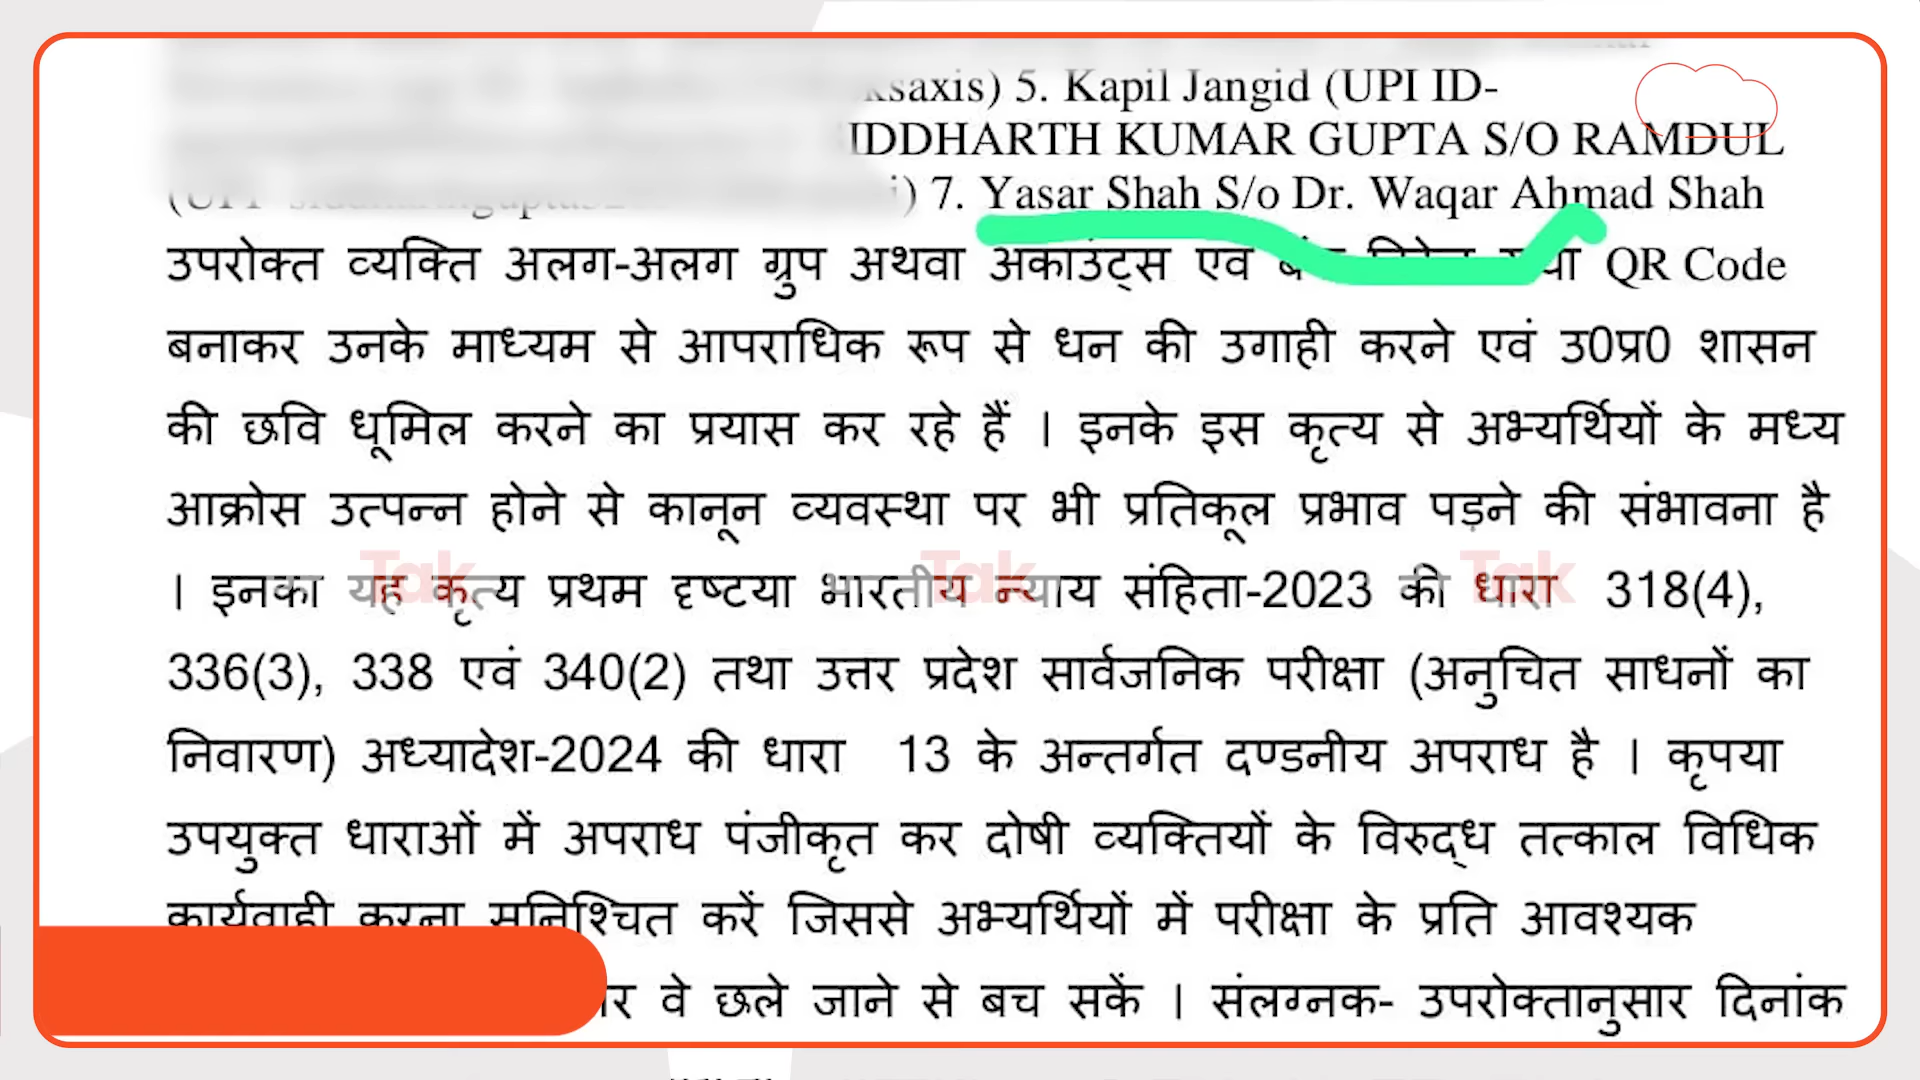 5. Kapil Jangid (UPI ID-
KUMAR GUPTA S/O RAMDUL
7. Yasar Shah S/o Dr. Waqar Ahmad Shah
उपरोक्त व्यक्ति अलग-अलग ग्रुप अथवा अकाउंट्स एवं QR Code
बनाकर उनके माध्यम से आपराधिक रूप से धन की उगाही करने एवं उ0प्र0 शासन
की छवि धूमिल करने का प्रयास कर रहे हैं । इनके इस कृत्य से अभ्यर्थियों के मध्य
आक्रोस उत्पन्न होने से कानून व्यवस्था पर भी प्रतिकूल प्रभाव पड़ने की संभावना है
। इनका यह कृत्य प्रथम दृष्टया भारतीय न्याय संहिता-2023 की धारा 318(4),
Tak Tak Tak
336(3), 338 एवं 340(2) तथा उत्तर प्रदेश सार्वजनिक परीक्षा (अनुचित साधनों का
निवारण) अध्यादेश-2024 की धारा 13 के अन्तर्गत दण्डनीय अपराध है । कृपया
उपयुक्त धाराओं में अपराध पंजीकृत कर दोषी व्यक्तियों के विरुद्ध तत्काल विधिक
कार्यवाही करना सुनिश्चित करें जिससे अभ्यर्थियों में परीक्षा के प्रति आवश्यक
वे छले जाने से बच सकें । संलग्नक- उपरोक्तानुसार दिनांक